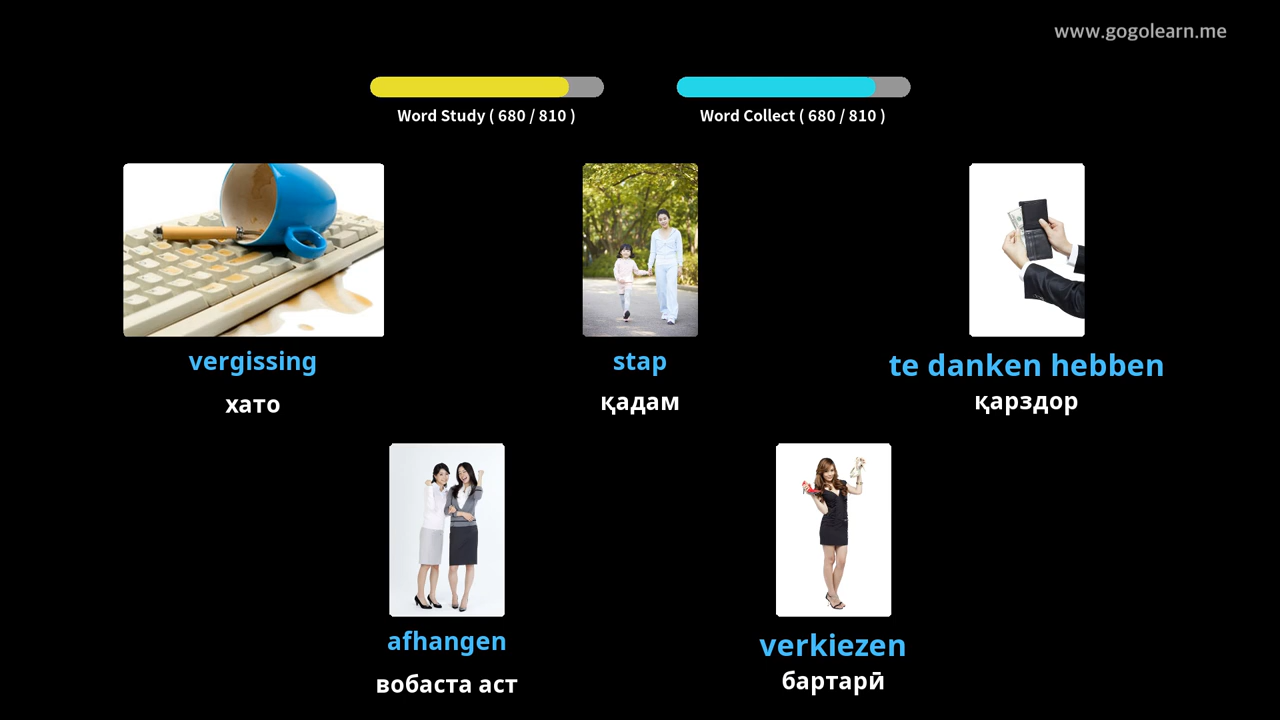 www.gogolearn.me
Word Study ( 680 / 810 )
Word Collect ( 680 / 810 )
vergissing
хато
stap
қадам
te danken hebben
қарздор
afhangen
вобаста аст
verkiezen
бартарӣ